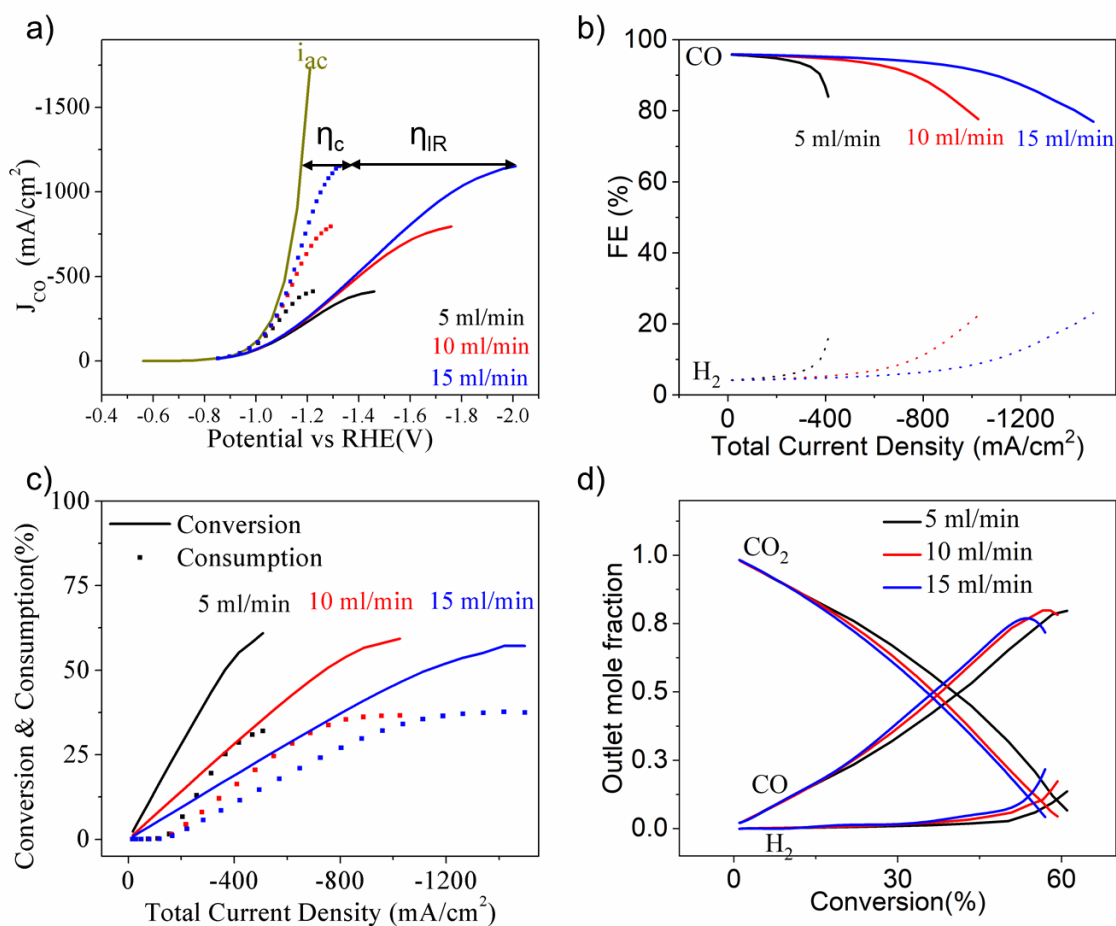 a)
i_ac
η_c
η_IR
-1500
-1000
-500
0
J_CO (mA/cm²)
5 ml/min
10 ml/min
15 ml/min
-0.4 -0.6 -0.8 -1.0 -1.2 -1.4 -1.6 -1.8 -2.0
Potential vs RHE(V)
b)
100
80
60
40
20
0
FE (%)
CO
5 ml/min
10 ml/min
15 ml/min
H₂
0 -400 -800 -1200
Total Current Density (mA/cm²)
c)
100
75
50
25
0
Conversion & Consumption(%)
Conversion
Consumption
5 ml/min
10 ml/min
15 ml/min
0 -400 -800 -1200
Total Current Density (mA/cm²)
d)
1.0
0.8
0.5
0.3
0.0
Outlet mole fraction
5 ml/min
10 ml/min
15 ml/min
CO₂
CO
H₂
0 30 60
Conversion(%)